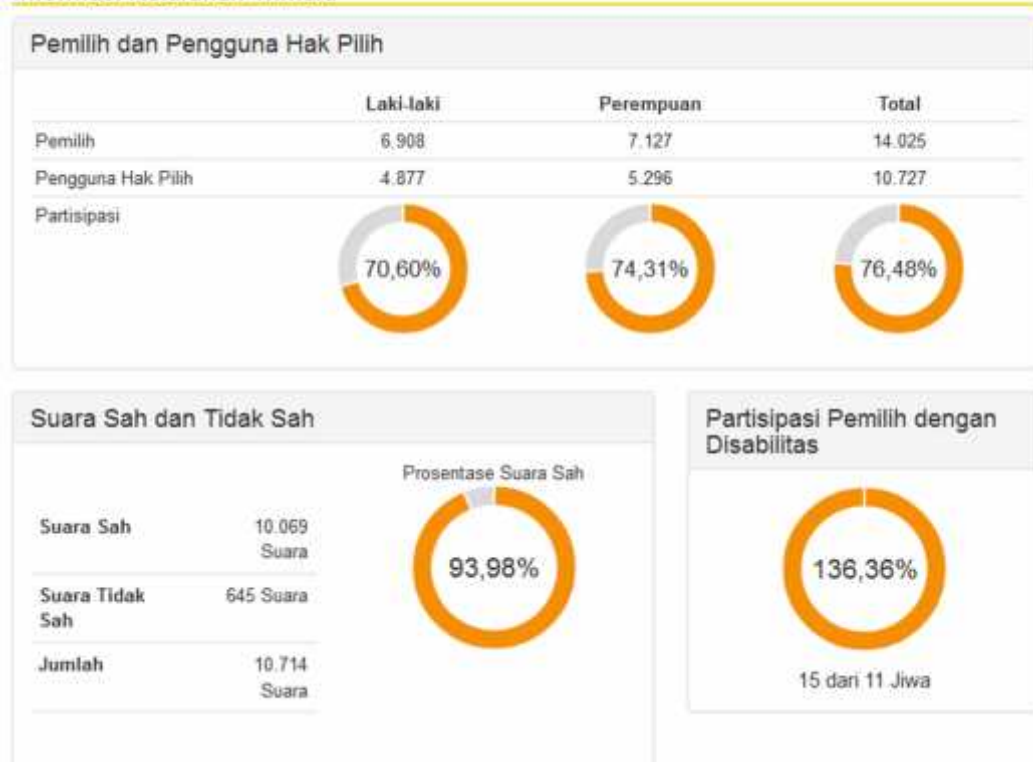 Pemilih dan Pengguna Hak Pilih
Laki-laki Perempuan Total
Pemilih 6.908 7.127 14.025
Pengguna Hak Pilih 4.877 5.296 10.727
Partisipasi
70,60% 74,31% 76,48%
Suara Sah dan Tidak Sah
Prosentase Suara Sah
Suara Sah 10.069
Suara
Suara Tidak 645 Suara
Sah
Jumlah 10.714
Suara
93,98%
Partisipasi Pemilih dengan
Disabilitas
136,36%
15 dari 11 Jiwa